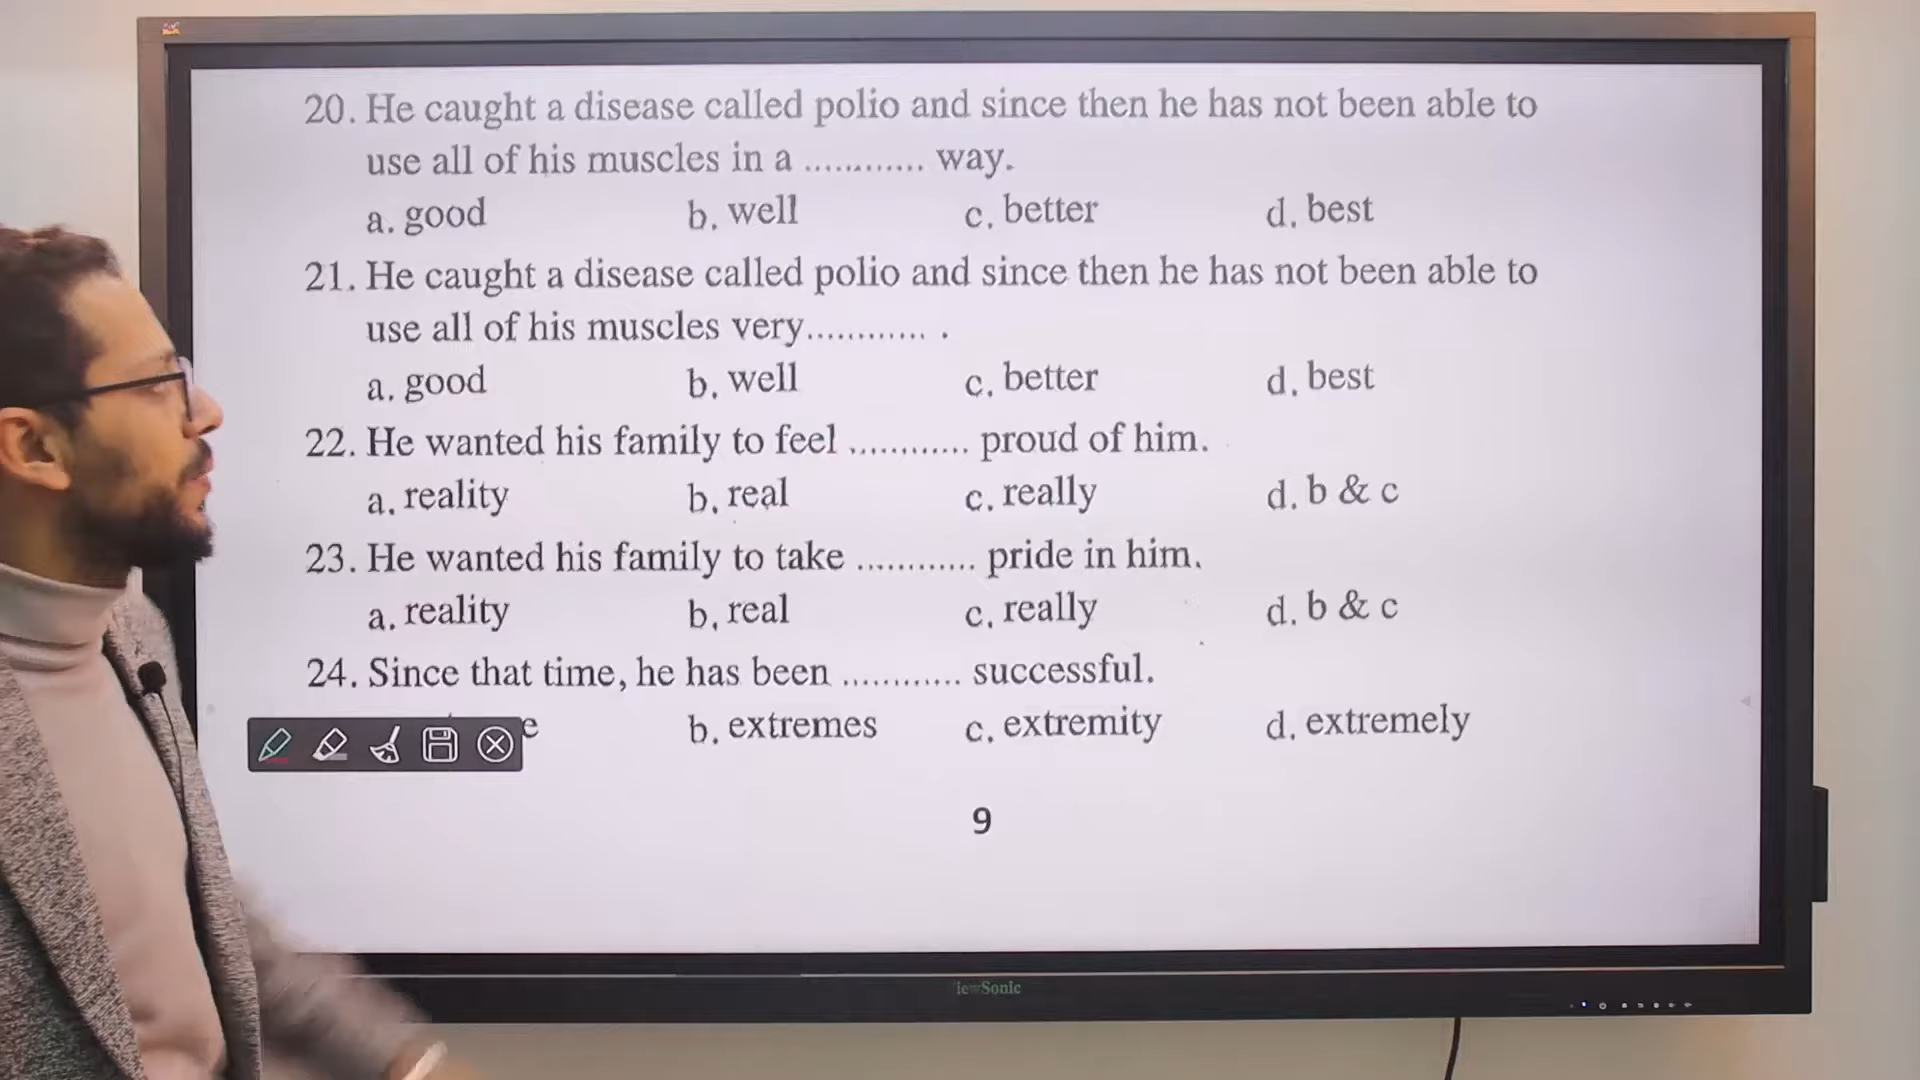 20. He caught a disease called polio and since then he has not been able to
use all of his muscles in a ............ way.
a. good b. well c. better d. best
21. He caught a disease called polio and since then he has not been able to
use all of his muscles very............ .
a. good b. well c. better d. best
22. He wanted his family to feel ............ proud of him.
a. reality b. real c. really d. b & c
23. He wanted his family to take ............ pride in him.
a. reality b. real c. really d. b & c
24. Since that time, he has been ............ successful.
b. extremes c. extremity d. extremely
9
iewSonic